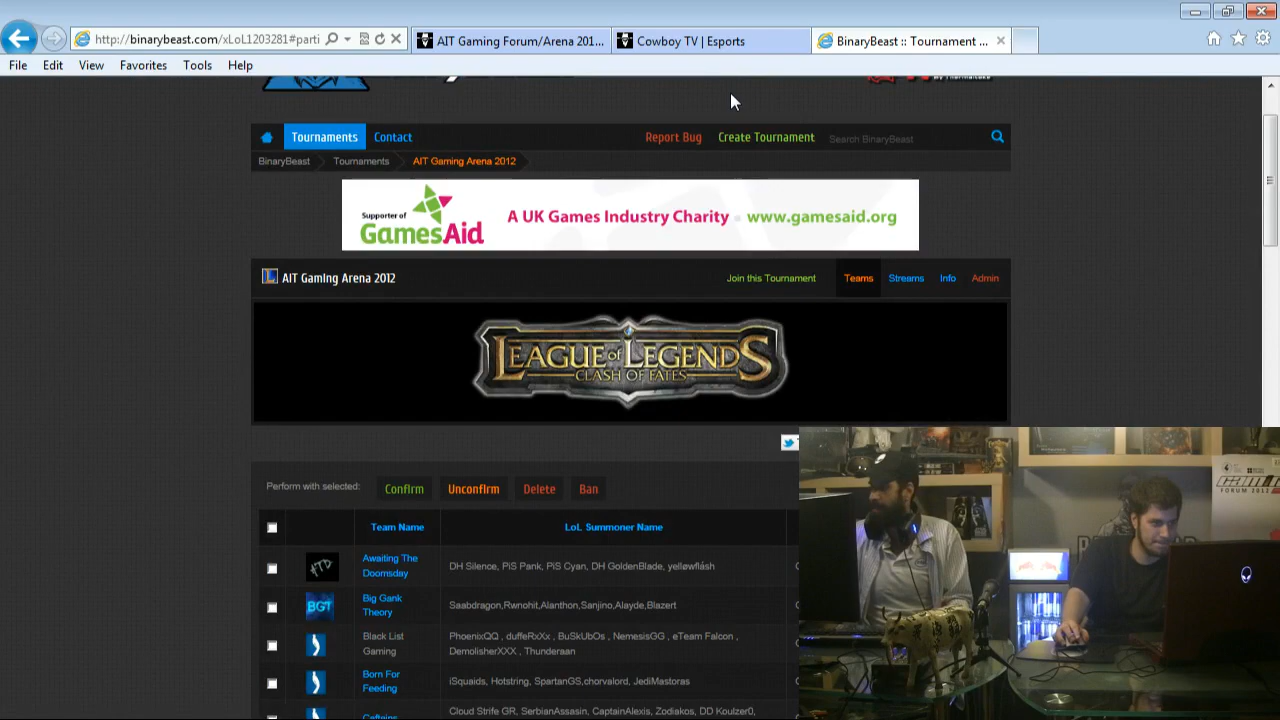 http://binarybeast.com/xLoL1203281#parti
AIT Gaming Forum/Arena 201...
Cowboy TV | Esports
BinaryBeast :: Tournament ...
File Edit View Favorites Tools Help
Tournaments Contact Report Bug Create Tournament Search BinaryBeast
BinaryBeast Tournaments AIT Gaming Arena 2012
Supporter of
GamesAid
A UK Games Industry Charity • www.gamesaid.org
AIT Gaming Arena 2012 Join this Tournament Teams Streams Info Admin
LEAGUE of LEGENDS
CLASH OF FATES
Perform with selected: Confirm Unconfirm Delete Ban
Team Name LoL Summoner Name
Awaiting The
Doomsday
DH Silence, PiS Pank, PiS Cyan, DH GoldenBlade, yelløwflásh
BGT
Big Gank
Theory
Saabdragon,Rwnohit,Alanthon,Sanjino,Alayde,Blazert
Black List
Gaming
PhoenixQQ , duffeRxXx , BuSkUbOs , NemesisGG , eTeam Falcon ,
DemolisherXXX , Thunderaan
Born For
Feeding
iSquaids, Hotstring, SpartanGS,chorvalord, JediMastoras
Cloud Strife GR, SerbianAssasin, CaptainAlexis, Zodiakos, DD Koulzer0,
FORUM 2012